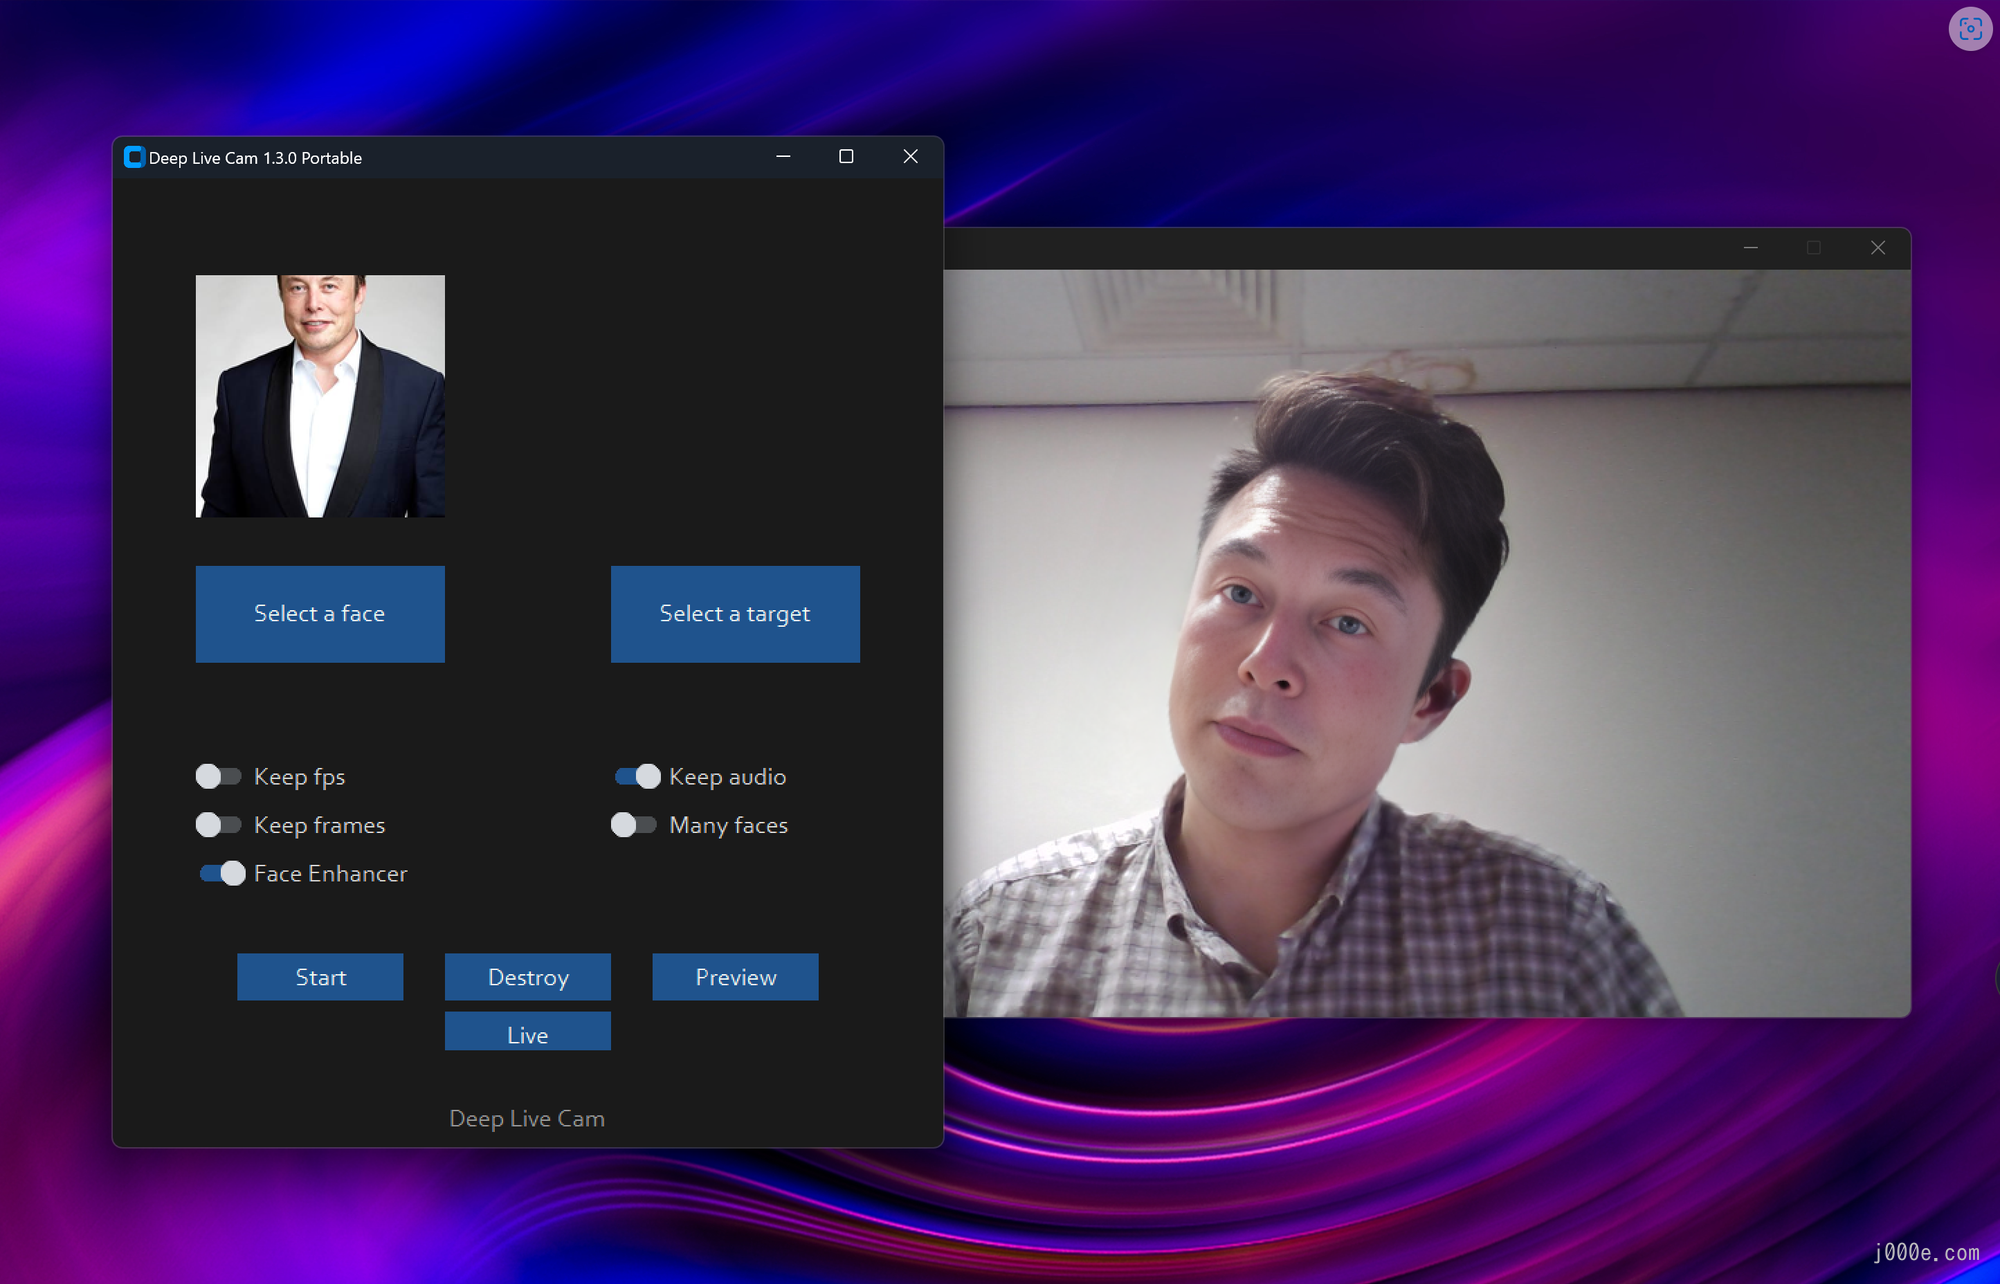 Deep Live Cam 1.3.0 Portable
Select a face
Select a target
Keep fps
Keep audio
Keep frames
Many faces
Face Enhancer
Start
Destroy
Preview
Live
Deep Live Cam
j000e.com